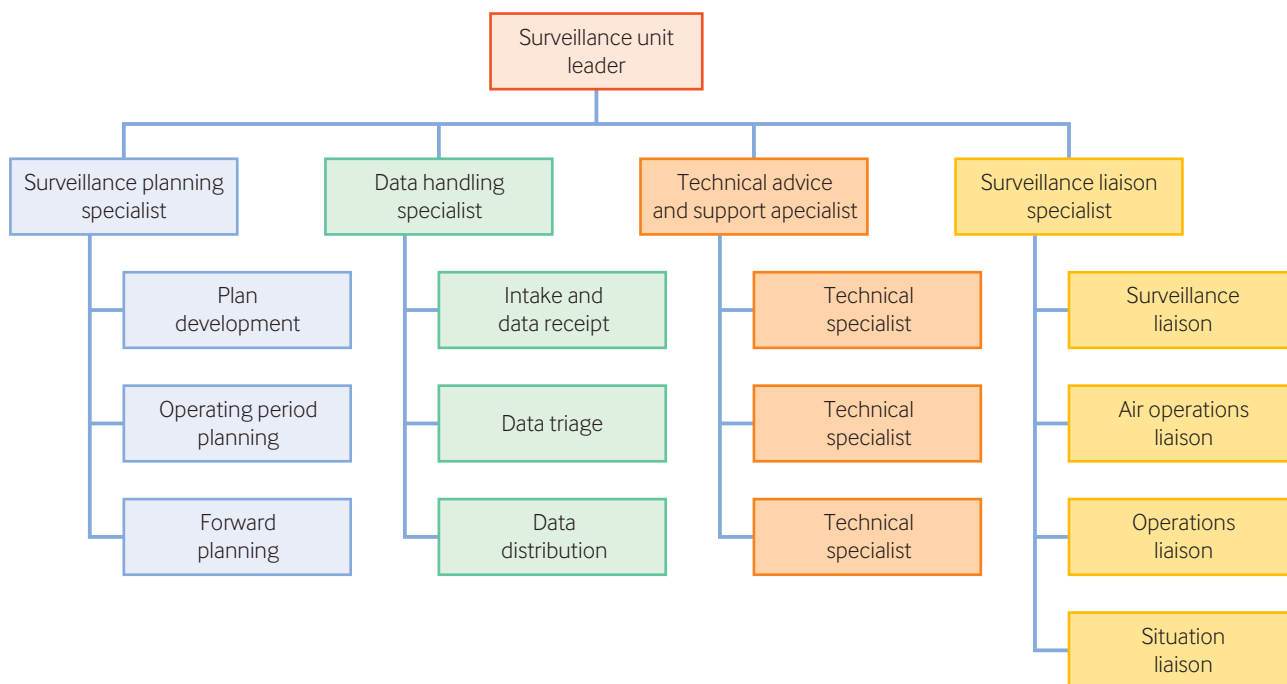 Surveillance unit
leader
Surveillance planning
specialist
Data handling
specialist
Technical advice
and support apecialist
Surveillance liaison
specialist
Plan
development
Intake and
data receipt
Technical
specialist
Surveillance
liaison
Operating period
planning
Data triage
Technical
specialist
Air operations
liaison
Forward
planning
Data
distribution
Technical
specialist
Operations
liaison
Situation
liaison